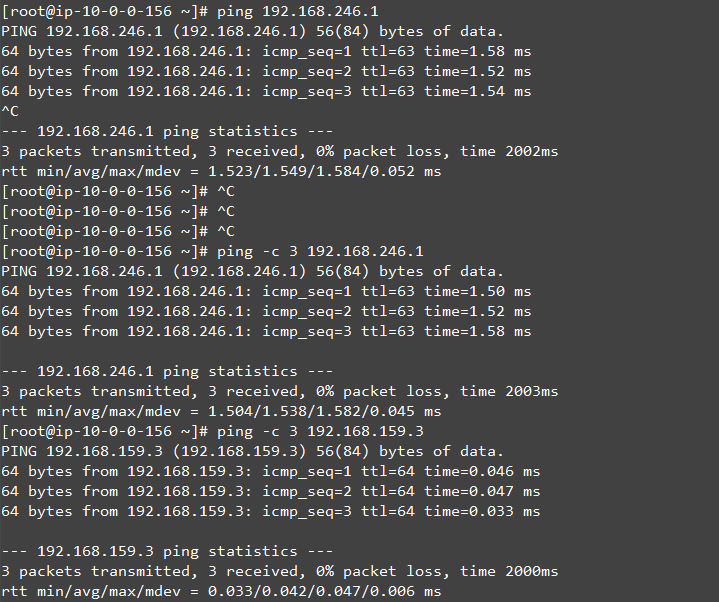 [root@ip-10-0-0-156 ~]# ping 192.168.246.1
PING 192.168.246.1 (192.168.246.1) 56(84) bytes of data.
64 bytes from 192.168.246.1: icmp_seq=1 ttl=63 time=1.58 ms
64 bytes from 192.168.246.1: icmp_seq=2 ttl=63 time=1.52 ms
64 bytes from 192.168.246.1: icmp_seq=3 ttl=63 time=1.54 ms
^C
--- 192.168.246.1 ping statistics ---
3 packets transmitted, 3 received, 0% packet loss, time 2002ms
rtt min/avg/max/mdev = 1.523/1.549/1.584/0.052 ms
[root@ip-10-0-0-156 ~]# ^C
[root@ip-10-0-0-156 ~]# ^C
[root@ip-10-0-0-156 ~]# ^C
[root@ip-10-0-0-156 ~]# ping -c 3 192.168.246.1
PING 192.168.246.1 (192.168.246.1) 56(84) bytes of data.
64 bytes from 192.168.246.1: icmp_seq=1 ttl=63 time=1.50 ms
64 bytes from 192.168.246.1: icmp_seq=2 ttl=63 time=1.52 ms
64 bytes from 192.168.246.1: icmp_seq=3 ttl=63 time=1.58 ms

--- 192.168.246.1 ping statistics ---
3 packets transmitted, 3 received, 0% packet loss, time 2003ms
rtt min/avg/max/mdev = 1.504/1.538/1.582/0.045 ms
[root@ip-10-0-0-156 ~]# ping -c 3 192.168.159.3
PING 192.168.159.3 (192.168.159.3) 56(84) bytes of data.
64 bytes from 192.168.159.3: icmp_seq=1 ttl=64 time=0.046 ms
64 bytes from 192.168.159.3: icmp_seq=2 ttl=64 time=0.047 ms
64 bytes from 192.168.159.3: icmp_seq=3 ttl=64 time=0.033 ms

--- 192.168.159.3 ping statistics ---
3 packets transmitted, 3 received, 0% packet loss, time 2000ms
rtt min/avg/max/mdev = 0.033/0.042/0.047/0.006 ms